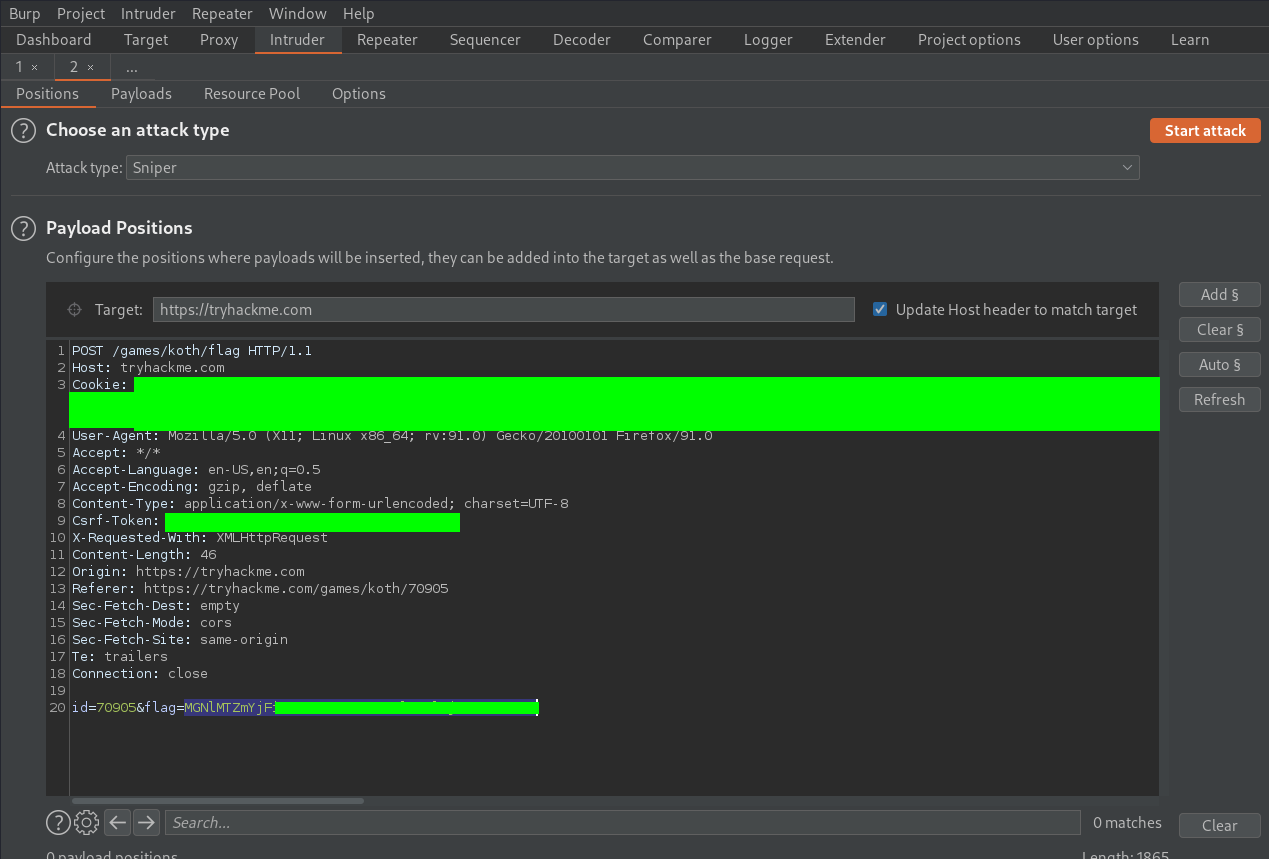 Burp Project Intruder Repeater Window Help
Dashboard Target Proxy Intruder Repeater Sequencer Decoder Comparer Logger Extender Project options User options Learn
1 × 2 × ...
Positions Payloads Resource Pool Options
? Choose an attack type Start attack
Attack type: Sniper
? Payload Positions
Configure the positions where payloads will be inserted, they can be added into the target as well as the base request.
Target: https://tryhackme.com Update Host header to match target Add §
Clear §
Auto §
Refresh
1 POST /games/koth/flag HTTP/1.1
2 Host: tryhackme.com
3 Cookie:
4 User-Agent: Mozilla/5.0 (X11; Linux x86_64; rv:91.0) Gecko/20100101 Firefox/91.0
5 Accept: */*
6 Accept-Language: en-US,en;q=0.5
7 Accept-Encoding: gzip, deflate
8 Content-Type: application/x-www-form-urlencoded; charset=UTF-8
9 Csrf-Token:
10 X-Requested-With: XMLHttpRequest
11 Content-Length: 46
12 Origin: https://tryhackme.com
13 Referer: https://tryhackme.com/games/koth/70905
14 Sec-Fetch-Dest: empty
15 Sec-Fetch-Mode: cors
16 Sec-Fetch-Site: same-origin
17 Te: trailers
18 Connection: close
19
20 id=70905&flag=MGNlMTZmYjFi
? Search... 0 matches Clear
0 payload positions Length: 1865